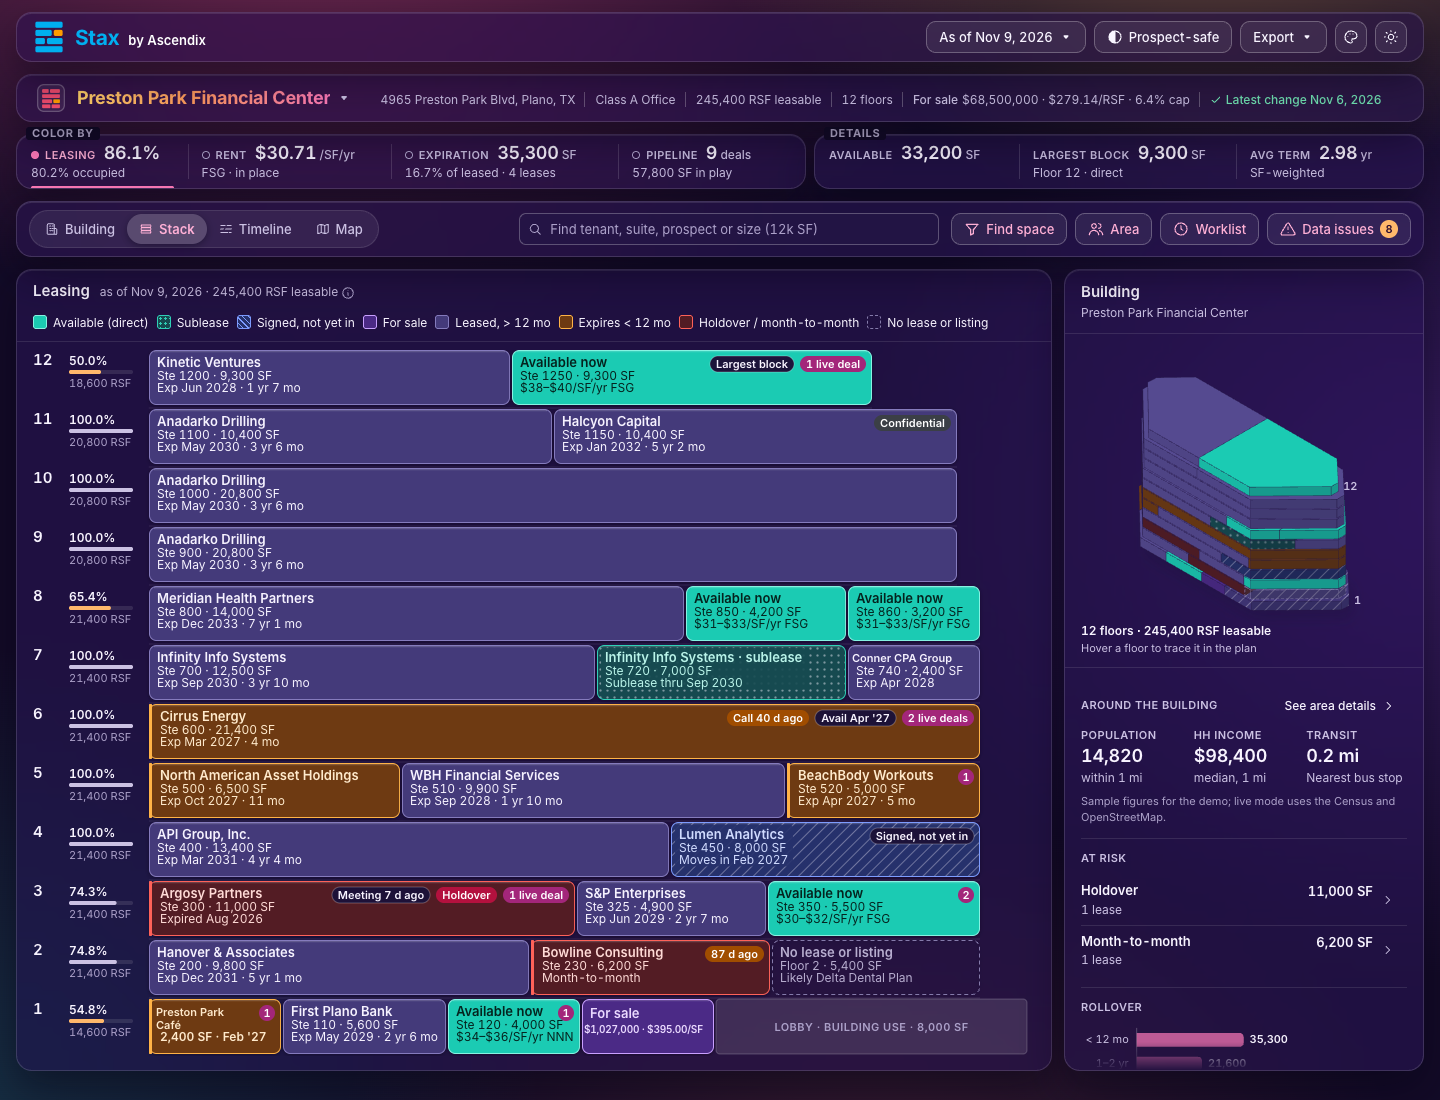 Stax by Ascendix
As of Nov 9, 2026
Prospect-safe
Export
Preston Park Financial Center
4965 Preston Park Blvd, Plano, TX
Class A Office
245,400 RSF leasable
12 floors
For sale $68,500,000 · $279.14/RSF · 6.4% cap
✓ Latest change Nov 6, 2026
COLOR BY
LEASING 86.1%
80.2% occupied
RENT $30.71 /SF/yr
FSG · in place
EXPIRATION 35,300 SF
16.7% of leased · 4 leases
PIPELINE 9 deals
57,800 SF in play
DETAILS
AVAILABLE 33,200 SF
LARGEST BLOCK 9,300 SF
Floor 12 · direct
AVG TERM 2.98 yr
SF-weighted
Building
Stack
Timeline
Map
Find tenant, suite, prospect or size (12k SF)
Find space
Area
Worklist
Data issues 8
Leasing as of Nov 9, 2026 · 245,400 RSF leasable
Available (direct)
Sublease
Signed, not yet in
For sale
Leased, > 12 mo
Expires < 12 mo
Holdover / month-to-month
No lease or listing
12
50.0%
18,600 RSF
Kinetic Ventures
Ste 1200 · 9,300 SF
Exp Jun 2028 · 1 yr 7 mo
Available now
Ste 1250 · 9,300 SF
$38–$40/SF/yr FSG
Largest block
1 live deal
11
100.0%
20,800 RSF
Anadarko Drilling
Ste 1100 · 10,400 SF
Exp May 2030 · 3 yr 6 mo
Halcyon Capital
Ste 1150 · 10,400 SF
Exp Jan 2032 · 5 yr 2 mo
Confidential
10
100.0%
20,800 RSF
Anadarko Drilling
Ste 1000 · 20,800 SF
Exp May 2030 · 3 yr 6 mo
9
100.0%
20,800 RSF
Anadarko Drilling
Ste 900 · 20,800 SF
Exp May 2030 · 3 yr 6 mo
8
65.4%
21,400 RSF
Meridian Health Partners
Ste 800 · 14,000 SF
Exp Dec 2033 · 7 yr 1 mo
Available now
Ste 850 · 4,200 SF
$31–$33/SF/yr FSG
Available now
Ste 860 · 3,200 SF
$31–$33/SF/yr FSG
7
100.0%
21,400 RSF
Infinity Info Systems
Ste 700 · 12,500 SF
Exp Sep 2030 · 3 yr 10 mo
Infinity Info Systems · sublease
Ste 720 · 7,000 SF
Sublease thru Sep 2030
Conner CPA Group
Ste 740 · 2,400 SF
Exp Apr 2028
6
100.0%
21,400 RSF
Cirrus Energy
Ste 600 · 21,400 SF
Exp Mar 2027 · 4 mo
Call 40 d ago
Avail Apr '27
2 live deals
5
100.0%
21,400 RSF
North American Asset Holdings
Ste 500 · 6,500 SF
Exp Oct 2027 · 11 mo
WBH Financial Services
Ste 510 · 9,900 SF
Exp Sep 2028 · 1 yr 10 mo
BeachBody Workouts
Ste 520 · 5,000 SF
Exp Apr 2027 · 5 mo
1
4
100.0%
21,400 RSF
API Group, Inc.
Ste 400 · 13,400 SF
Exp Mar 2031 · 4 yr 4 mo
Lumen Analytics
Ste 450 · 8,000 SF
Moves in Feb 2027
Signed, not yet in
3
74.3%
21,400 RSF
Argosy Partners
Ste 300 · 11,000 SF
Expired Aug 2026
Meeting 7 d ago
Holdover
1 live deal
S&P Enterprises
Ste 325 · 4,900 SF
Exp Jun 2029 · 2 yr 7 mo
Available now
Ste 350 · 5,500 SF
$30–$32/SF/yr FSG
2
2
74.8%
21,400 RSF
Hanover & Associates
Ste 200 · 9,800 SF
Exp Dec 2031 · 5 yr 1 mo
Bowline Consulting
Ste 230 · 6,200 SF
Month-to-month
87 d ago
No lease or listing
Floor 2 · 5,400 SF
Likely Delta Dental Plan
1
54.8%
14,600 RSF
Preston Park
Café
2,400 SF · Feb '27
1
First Plano Bank
Ste 110 · 5,600 SF
Exp May 2029 · 2 yr 6 mo
Available now
Ste 120 · 4,000 SF
$34–$36/SF/yr NNN
1
For sale
$1,027,000 · $395.00/SF
LOBBY · BUILDING USE · 8,000 SF
Building
Preston Park Financial Center
12
1
12 floors · 245,400 RSF leasable
Hover a floor to trace it in the plan
AROUND THE BUILDING
See area details
POPULATION
14,820
within 1 mi
HH INCOME
$98,400
median, 1 mi
TRANSIT
0.2 mi
Nearest bus stop
Sample figures for the demo; live mode uses the Census and
OpenStreetMap.
AT RISK
Holdover
1 lease
11,000 SF
Month-to-month
1 lease
6,200 SF
ROLLOVER
< 12 mo 35,300
1–2 yr 21,600